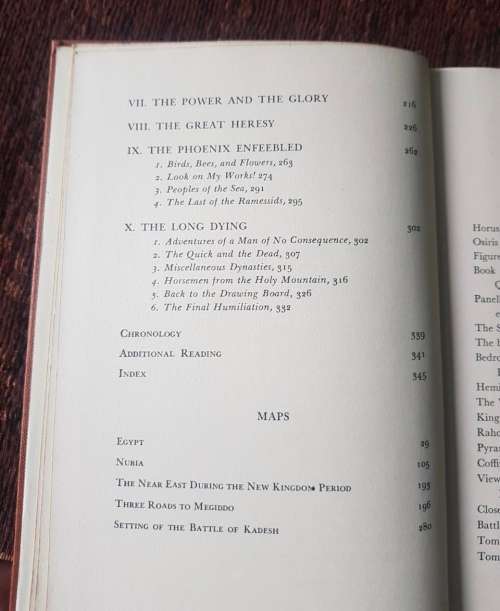 VII. THE POWER AND THE GLORY 216
VIII. THE GREAT HERESY 226
IX. THE PHOENIX ENFEEBLED 262
1. Birds, Bees, and Flowers, 263
2. Look on My Works! 274
3. Peoples of the Sea, 291
4. The Last of the Ramessids, 295
X. THE LONG DYING 302
1. Adventures of a Man of No Consequence, 302
2. The Quick and the Dead, 307
3. Miscellaneous Dynasties, 315
4. Horsemen from the Holy Mountain, 316
5. Back to the Drawing Board, 326
6. The Final Humiliation, 332
CHRONOLOGY 339
ADDITIONAL READING 341
INDEX 345
MAPS
EGYPT 29
NUBIA 105
THE NEAR EAST DURING THE NEW KINGDOM PERIOD 193
THREE ROADS TO MEGIDDO 196
SETTING OF THE BATTLE OF KADESH 280
Horus
Osiris
Figure
Book
Panel
The S
Bedro
Hemi
The
King
Raho
Pyra
Coffi
View
Close
Battl
Tom
Tom